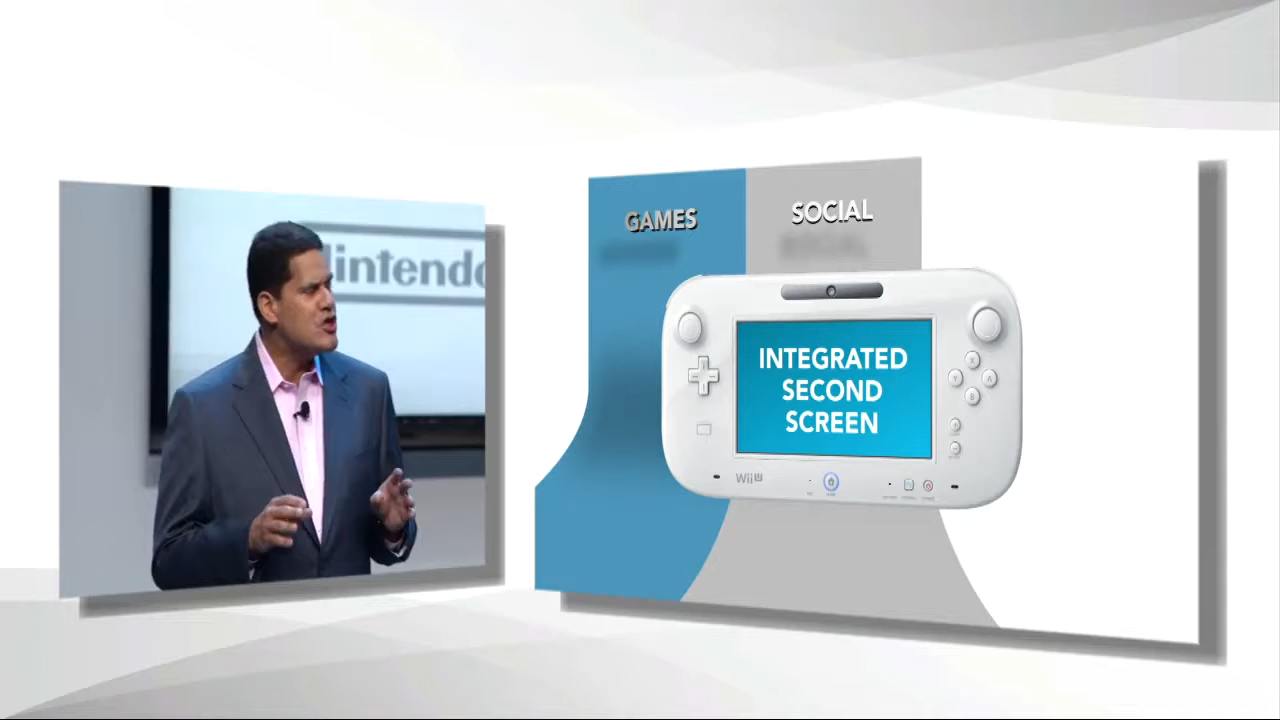 Nintendo
GAMES
SOCIAL
INTEGRATED
SECOND
SCREEN
X
Y
A
B
Wii U